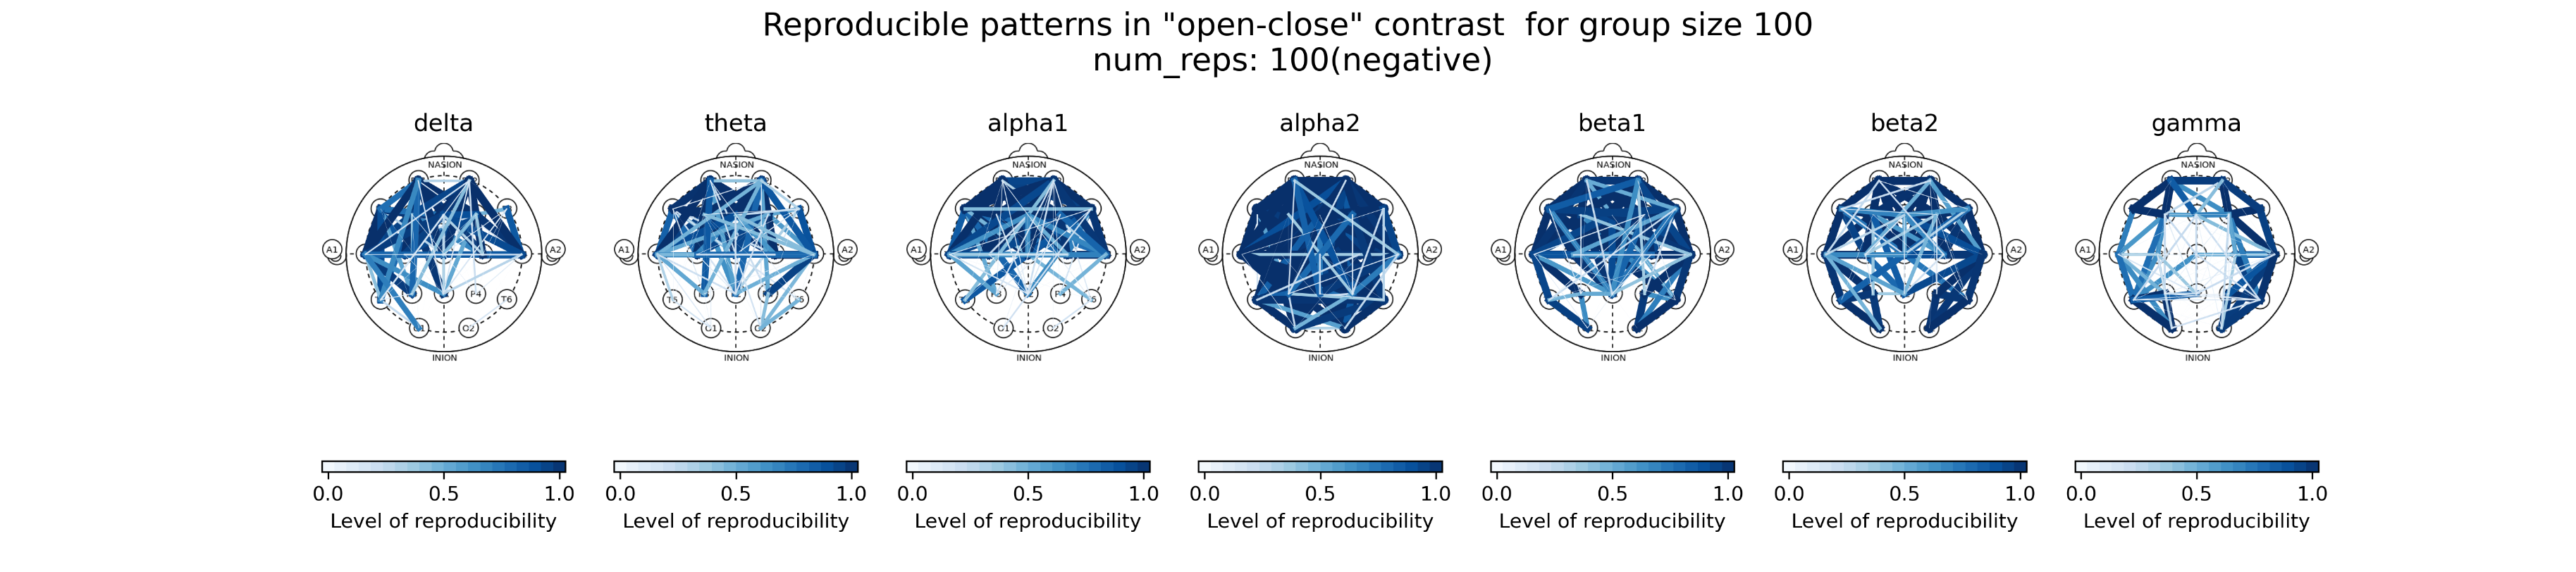 Reproducible patterns in "open-close" contrast  for group size 100
num_reps: 100(negative)
delta theta alpha1 alpha2 beta1 beta2 gamma
NASION NASION NASION NASION NASION NASION NASION
A1 A2 A1 A2 A1 A2 A1 A2 A1 A2 A1 A2 A1 A2
P4 T6 T5 P4
O2 O1 O1 O2
INION INION INION INION INION INION INION
0.0 0.5 1.0 0.0 0.5 1.0 0.0 0.5 1.0 0.0 0.5 1.0 0.0 0.5 1.0 0.0 0.5 1.0 0.0 0.5 1.0
Level of reproducibility Level of reproducibility Level of reproducibility Level of reproducibility Level of reproducibility Level of reproducibility Level of reproducibility